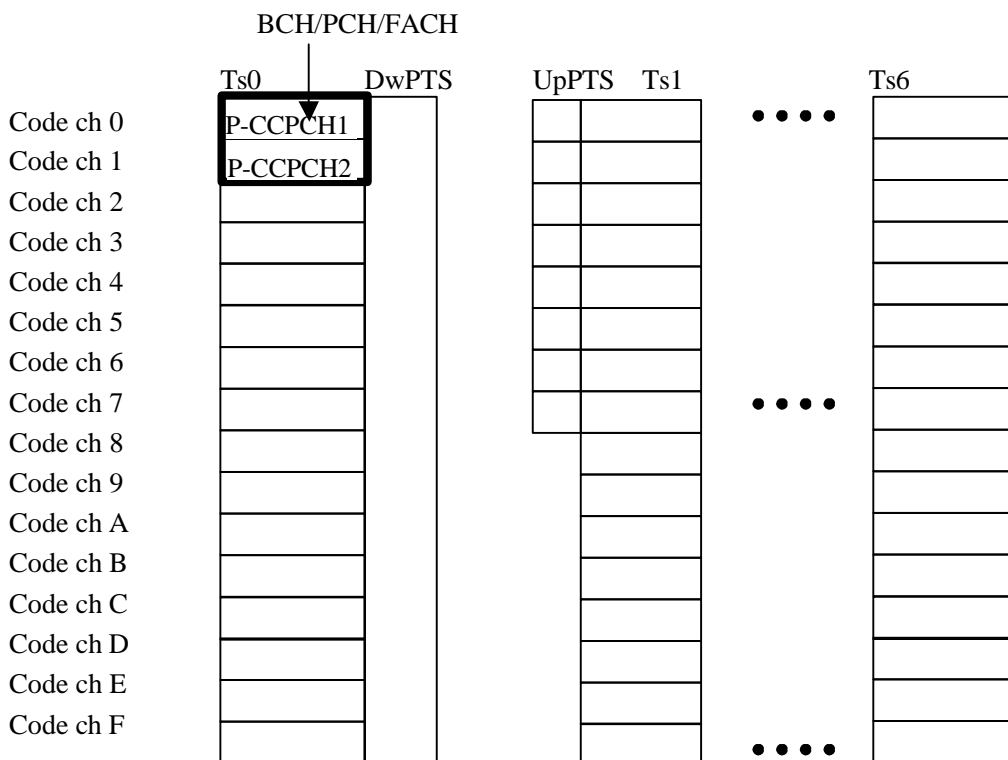 BCH/PCH/FACH
Ts0 DwPTS UpPTS Ts1 Ts6
Code ch 0 P-CCPCH1
Code ch 1 P-CCPCH2
Code ch 2
Code ch 3
Code ch 4
Code ch 5
Code ch 6
Code ch 7
Code ch 8
Code ch 9
Code ch A
Code ch B
Code ch C
Code ch D
Code ch E
Code ch F